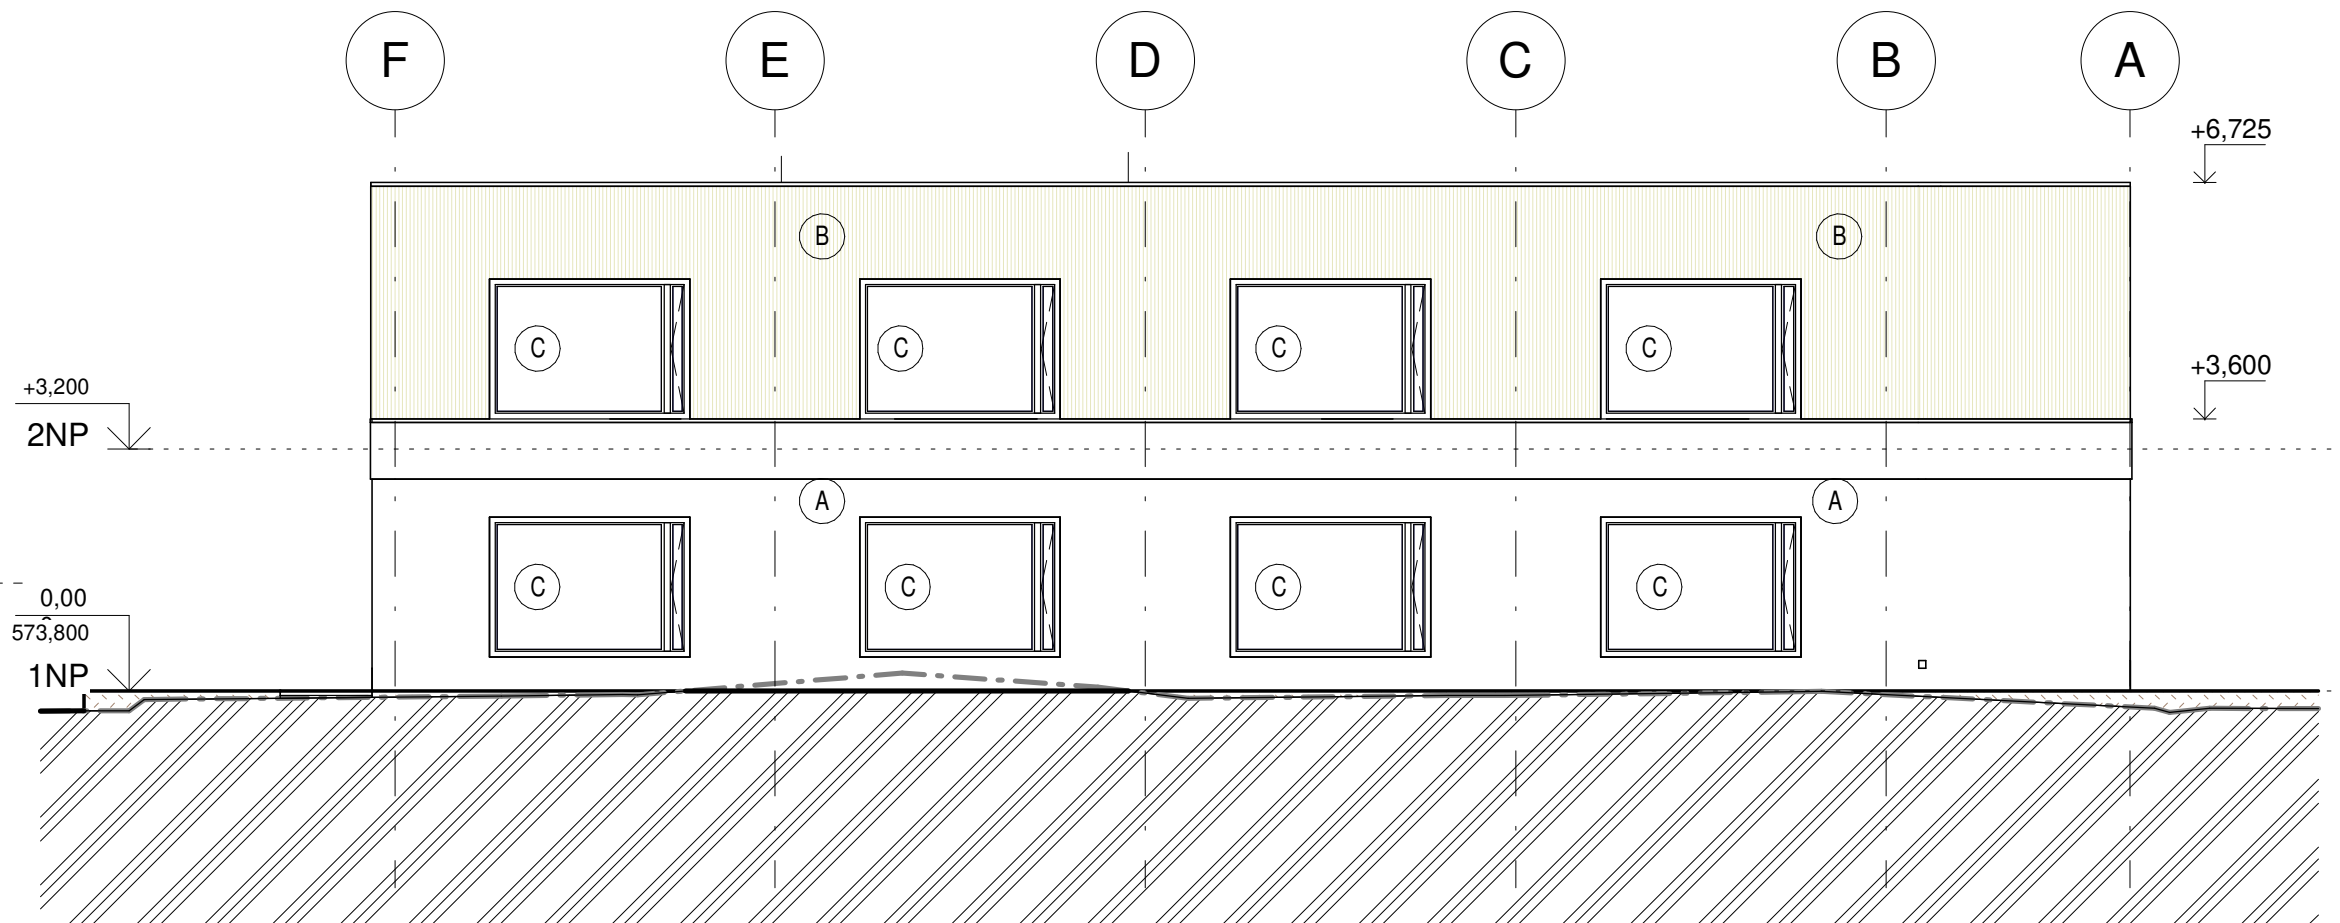 F E D C B A
+6,725
B B
C C C C
+3,600
+3,200
2NP
A A
C C C C
0,00
573,800
1NP